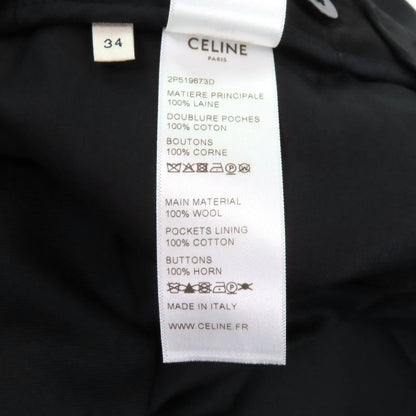 34
CELINE
PARIS
2P519673D
MATIERE PRINCIPALE
100% LAINE
DOUBLURE POCHES
100% COTON
BOUTONS
100% CORNE
MAIN MATERIAL
100% WOOL
POCKETS LINING
100% COTTON
BUTTONS
100% HORN
MADE IN ITALY
WWW.CELINE.FR